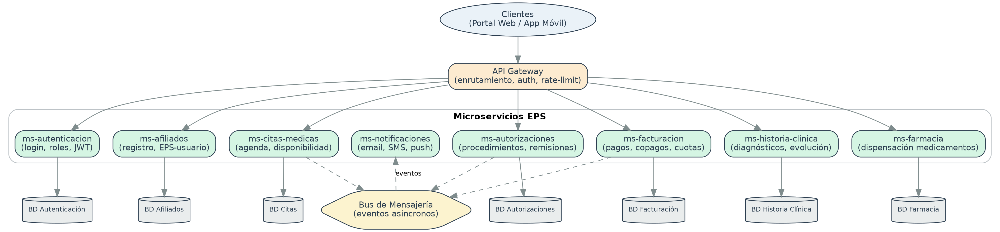 Clientes
(Portal Web / App Móvil)
API Gateway
(enrutamiento, auth, rate-limit)
Microservicios EPS
ms-autenticacion
(login, roles, JWT)
ms-afiliados
(registro, EPS-usuario)
ms-citas-medicas
(agenda, disponibilidad)
ms-notificaciones
(email, SMS, push)
ms-autorizaciones
(procedimientos, remisiones)
ms-facturacion
(pagos, copagos, cuotas)
ms-historia-clinica
(diagnósticos, evolución)
ms-farmacia
(dispensación medicamentos)
eventos
BD Autenticación
BD Afiliados
BD Citas
Bus de Mensajería
(eventos asíncronos)
BD Autorizaciones
BD Facturación
BD Historia Clínica
BD Farmacia